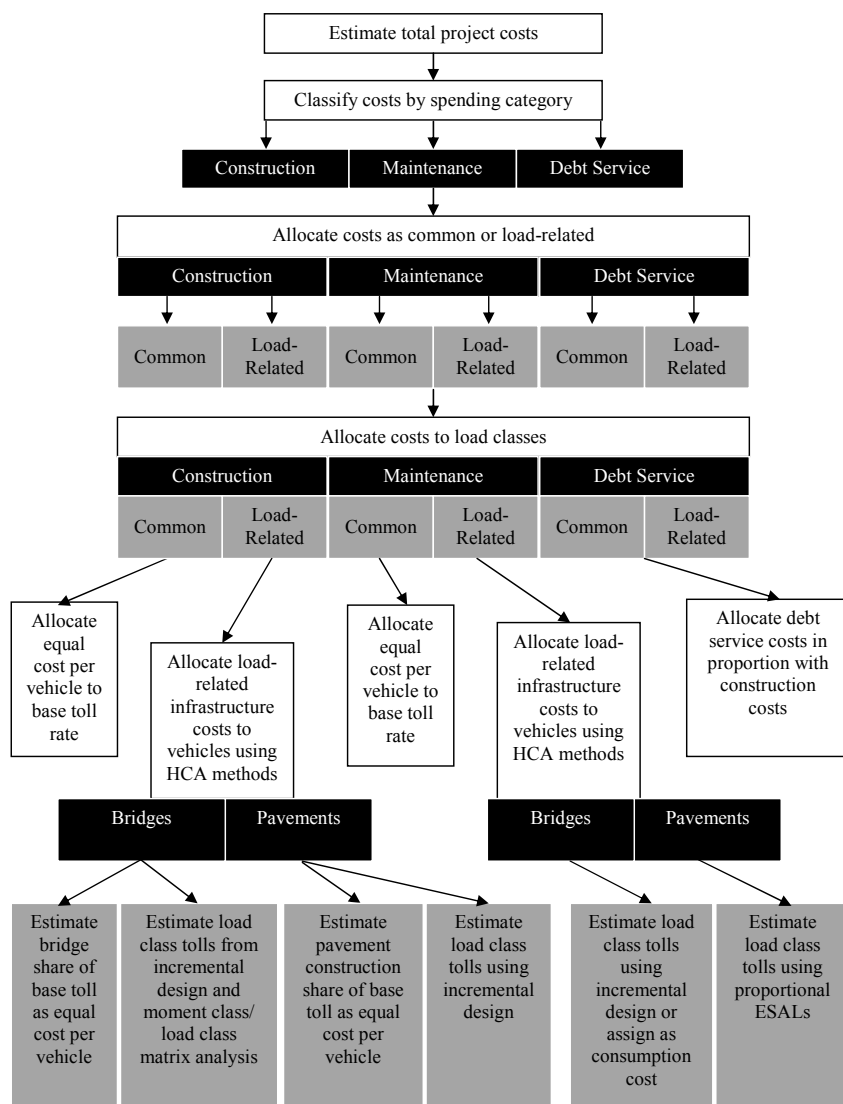 Estimate total project costs
Classify costs by spending category
Construction
Maintenance
Debt Service
Allocate costs as common or load-related
Construction
Maintenance
Debt Service
Common
Load-
Related
Common
Load-
Related
Common
Load-
Related
Allocate costs to load classes
Construction
Maintenance
Debt Service
Common
Load-
Related
Common
Load-
Related
Common
Load-
Related
Allocate
equal
cost per
vehicle to
base toll
rate
Allocate load-
related
infrastructure
costs to
vehicles using
HCA methods
Allocate
equal
cost per
vehicle to
base toll
rate
Allocate load-
related
infrastructure
costs to
vehicles using
HCA methods
Allocate debt
service costs in
proportion with
construction
costs
Bridges
Pavements
Bridges
Pavements
Estimate
bridge
share of
base toll
as equal
cost per
vehicle
Estimate load
class tolls from
incremental
design and
moment class/
load class
matrix analysis
Estimate
pavement
construction
share of base
toll as equal
cost per
vehicle
Estimate
load class
tolls using
incremental
design
Estimate load
class tolls
using
incremental
design or
assign as
consumption
cost
Estimate
load class
tolls using
proportional
ESALs